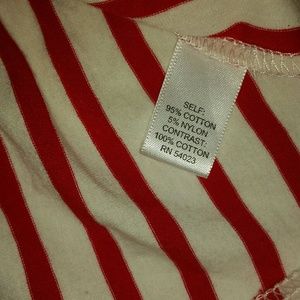 SELF:
95% COTTON
5% NYLON
CONTRAST:
100% COTTON
RN 54023